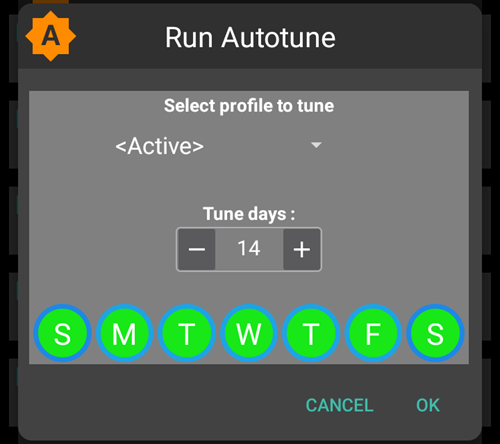 A
Run Autotune
Select profile to tune
<Active>
Tune days :
− 14 +
S M T W T F S
CANCEL OK